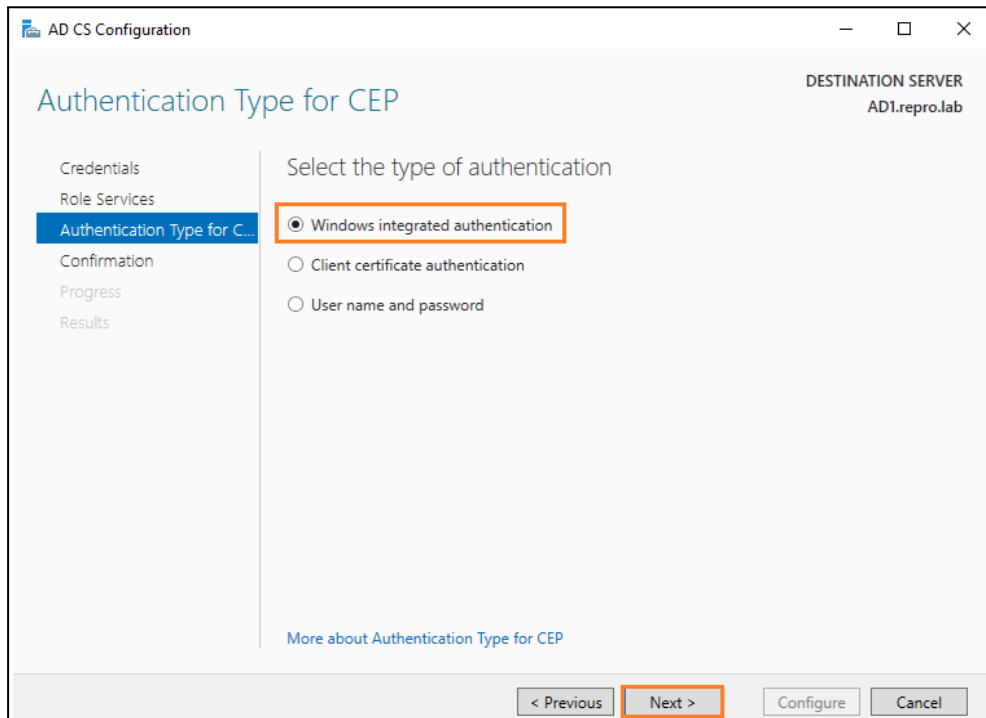 AD CS Configuration
Authentication Type for CEP
DESTINATION SERVER
AD1.repro.lab
Credentials
Role Services
Authentication Type for C...
Confirmation
Progress
Results
Select the type of authentication
Windows integrated authentication
Client certificate authentication
User name and password
More about Authentication Type for CEP
< Previous
Next >
Configure
Cancel